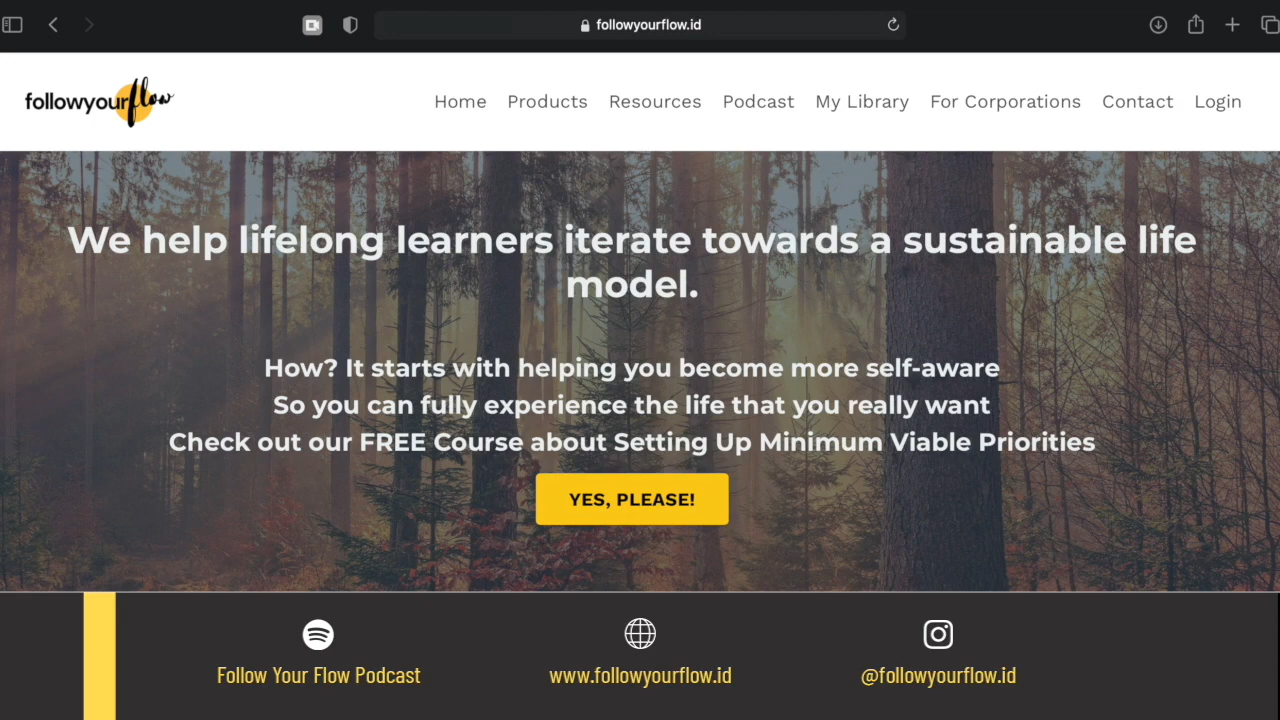 followyourflow.id
followyourflow
Home Products Resources Podcast My Library For Corporations Contact Login
We help lifelong learners iterate towards a sustainable life
model.
How? It starts with helping you become more self-aware
So you can fully experience the life that you really want
Check out our FREE Course about Setting Up Minimum Viable Priorities
YES, PLEASE!
Follow Your Flow Podcast
www.followyourflow.id
@followyourflow.id